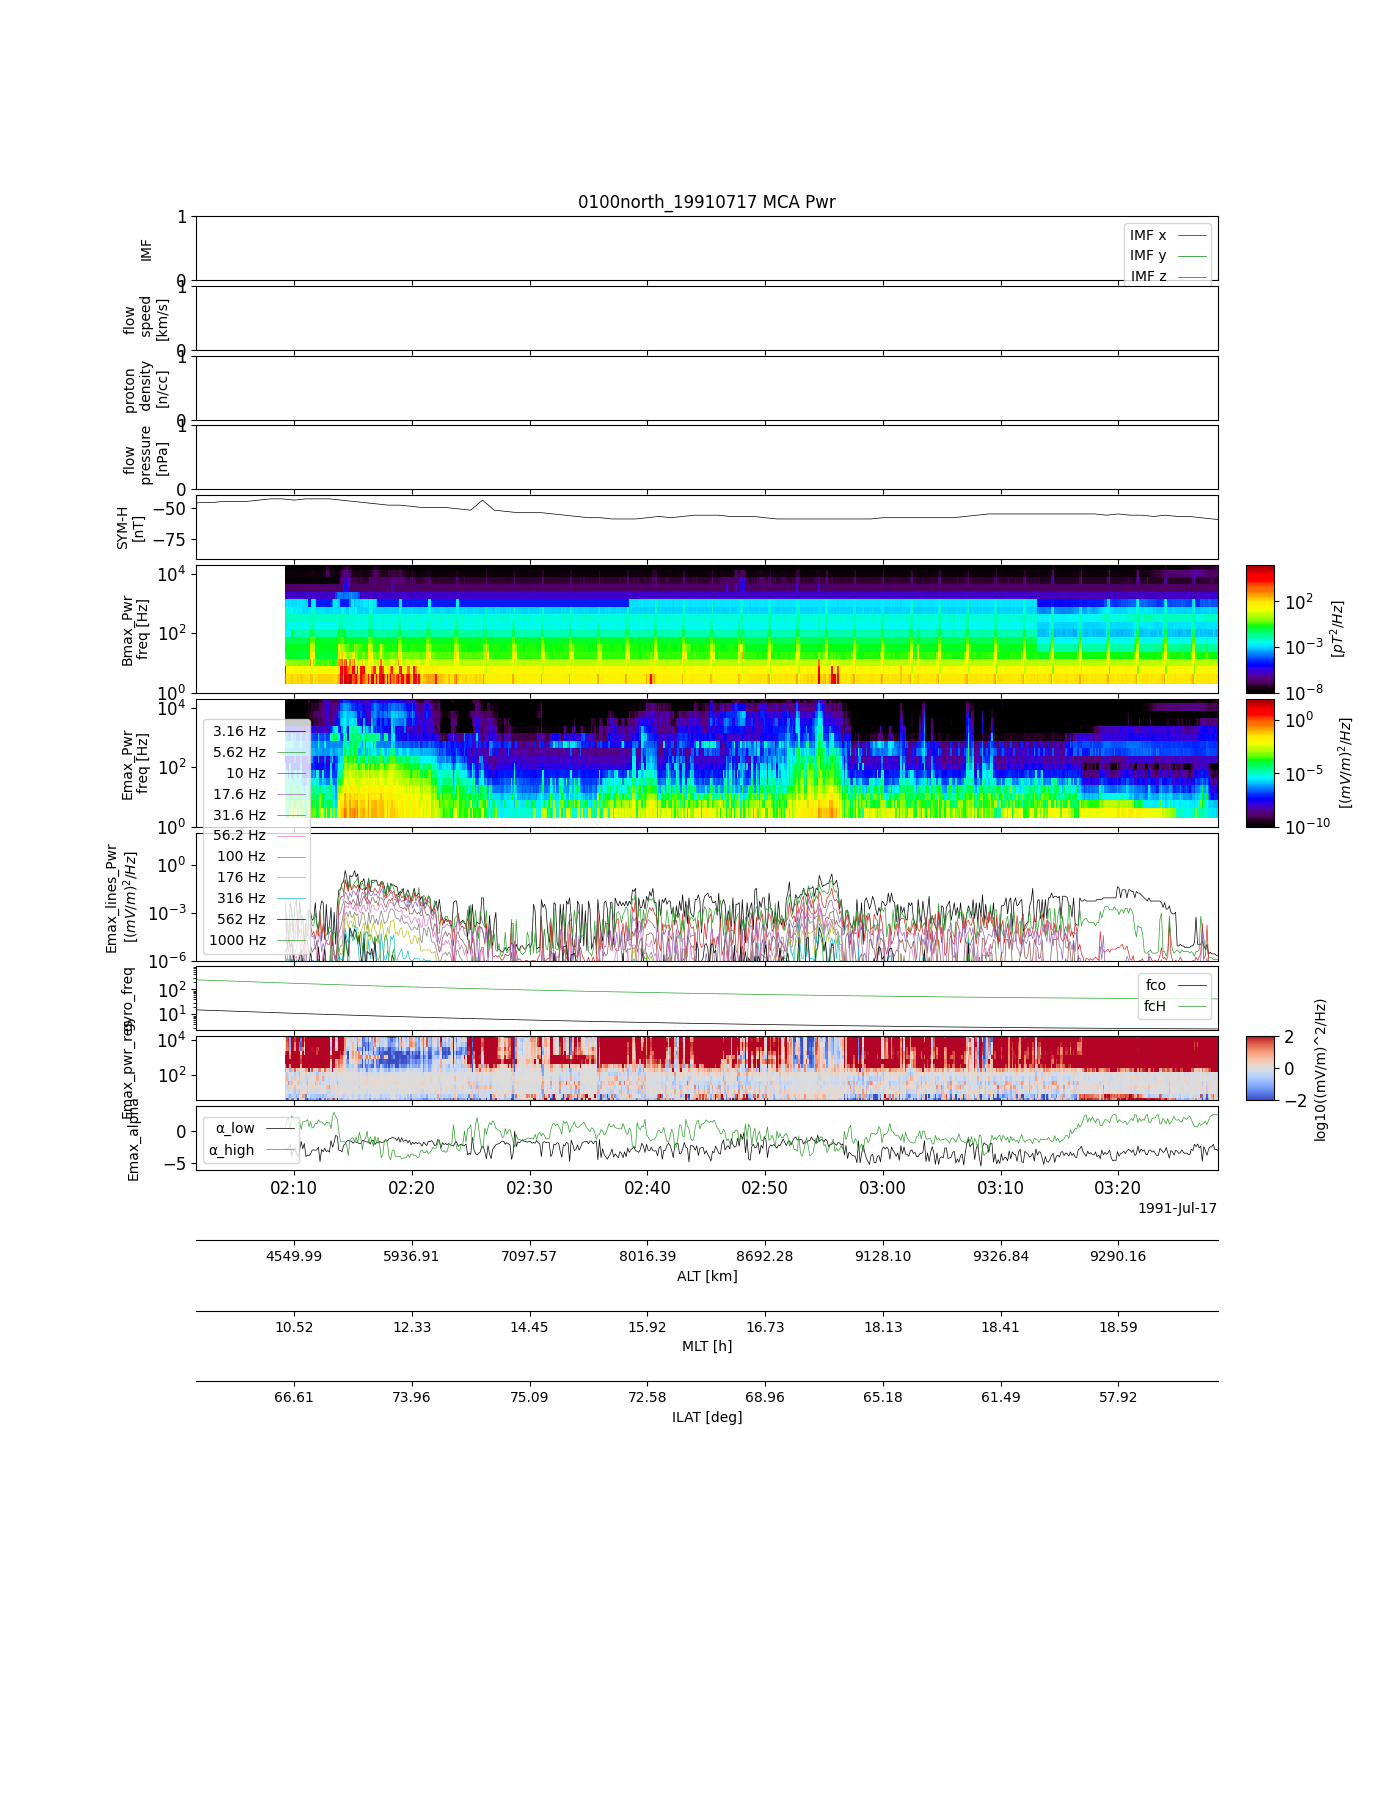 0100north_19910717 MCA Pwr
1
IMF
0
IMF x
IMF y
IMF z
1
flow
speed
[km/s]
0
1
proton
density
[n/cc]
0
1
flow
pressure
[nPa]
0
−50
SYM-H
[nT]
−75
10^4
Bmax_Pwr
freq [Hz]
10^2
10^0
10^2
10^−3
10^−8
[pT^2/Hz]
10^4
Emax_Pwr
freq [Hz]
10^2
10^0
10^0
10^−5
10^−10
[(mV/m)^2/Hz]
3.16 Hz
5.62 Hz
10 Hz
17.6 Hz
31.6 Hz
56.2 Hz
100 Hz
176 Hz
316 Hz
562 Hz
1000 Hz
10^0
Emax_lines_Pwr
[(mV/m)^2/Hz]
10^−3
10^−6
10^2
10^1
fco
fcH
10^4
Emax_pwr_reg
10^2
2
0
−2
log10((mV/m)^2/Hz)
Emax_alpha
0
−5
α_low
α_high
02:10 02:20 02:30 02:40 02:50 03:00 03:10 03:20
1991-Jul-17
4549.99 5936.91 7097.57 8016.39 8692.28 9128.10 9326.84 9290.16
ALT [km]
10.52 12.33 14.45 15.92 16.73 18.13 18.41 18.59
MLT [h]
66.61 73.96 75.09 72.58 68.96 65.18 61.49 57.92
ILAT [deg]